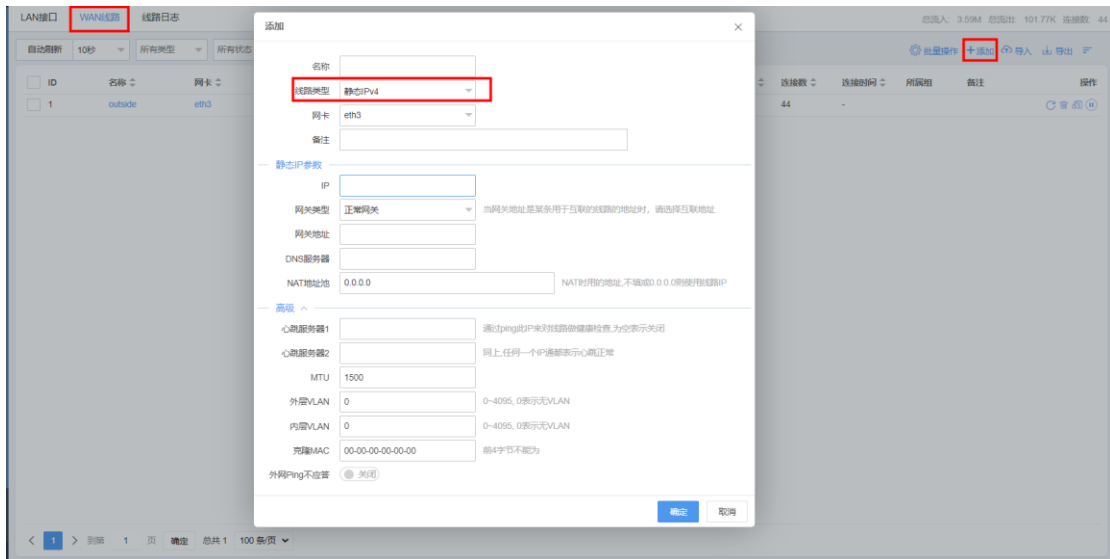 LAN接口 WAN线路 线路日志
总流入: 3.59M 总流出: 101.77K 连接数: 44
自动刷新 10秒 所有类型 所有状态
批量操作 添加 导入 导出
ID 名称 网卡 连接数 连接时间 所属组 备注 操作
1 outside eth3 44 -
添加
名称
线路类型 静态IPv4
网卡 eth3
备注
静态IP参数
IP
网关类型 正常网关 当网关地址是某条用于互联的线路的地址时，请选择互联地址
网关地址
DNS服务器
NAT地址池 0.0.0.0 NAT时用的地址,不填或0.0.0.0则使用线路IP
高级
心跳服务器1 通过ping此IP来对线路做健康检查,为空表示关闭
心跳服务器2 同上,任何一个IP通都表示心跳正常
MTU 1500
外层VLAN 0 0~4095, 0表示无VLAN
内层VLAN 0 0~4095, 0表示无VLAN
克隆MAC 00-00-00-00-00-00 前4字节不能为
外网Ping不应答 关闭
确定 取消
1 到第 1 页 确定 总共 1 100 条/页